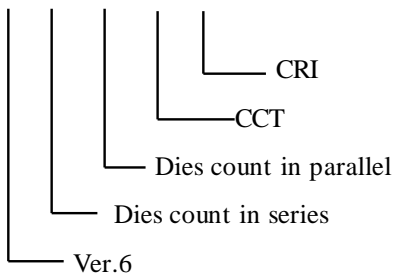 CRI
CCT
Dies count in parallel
Dies count in series
Ver.6